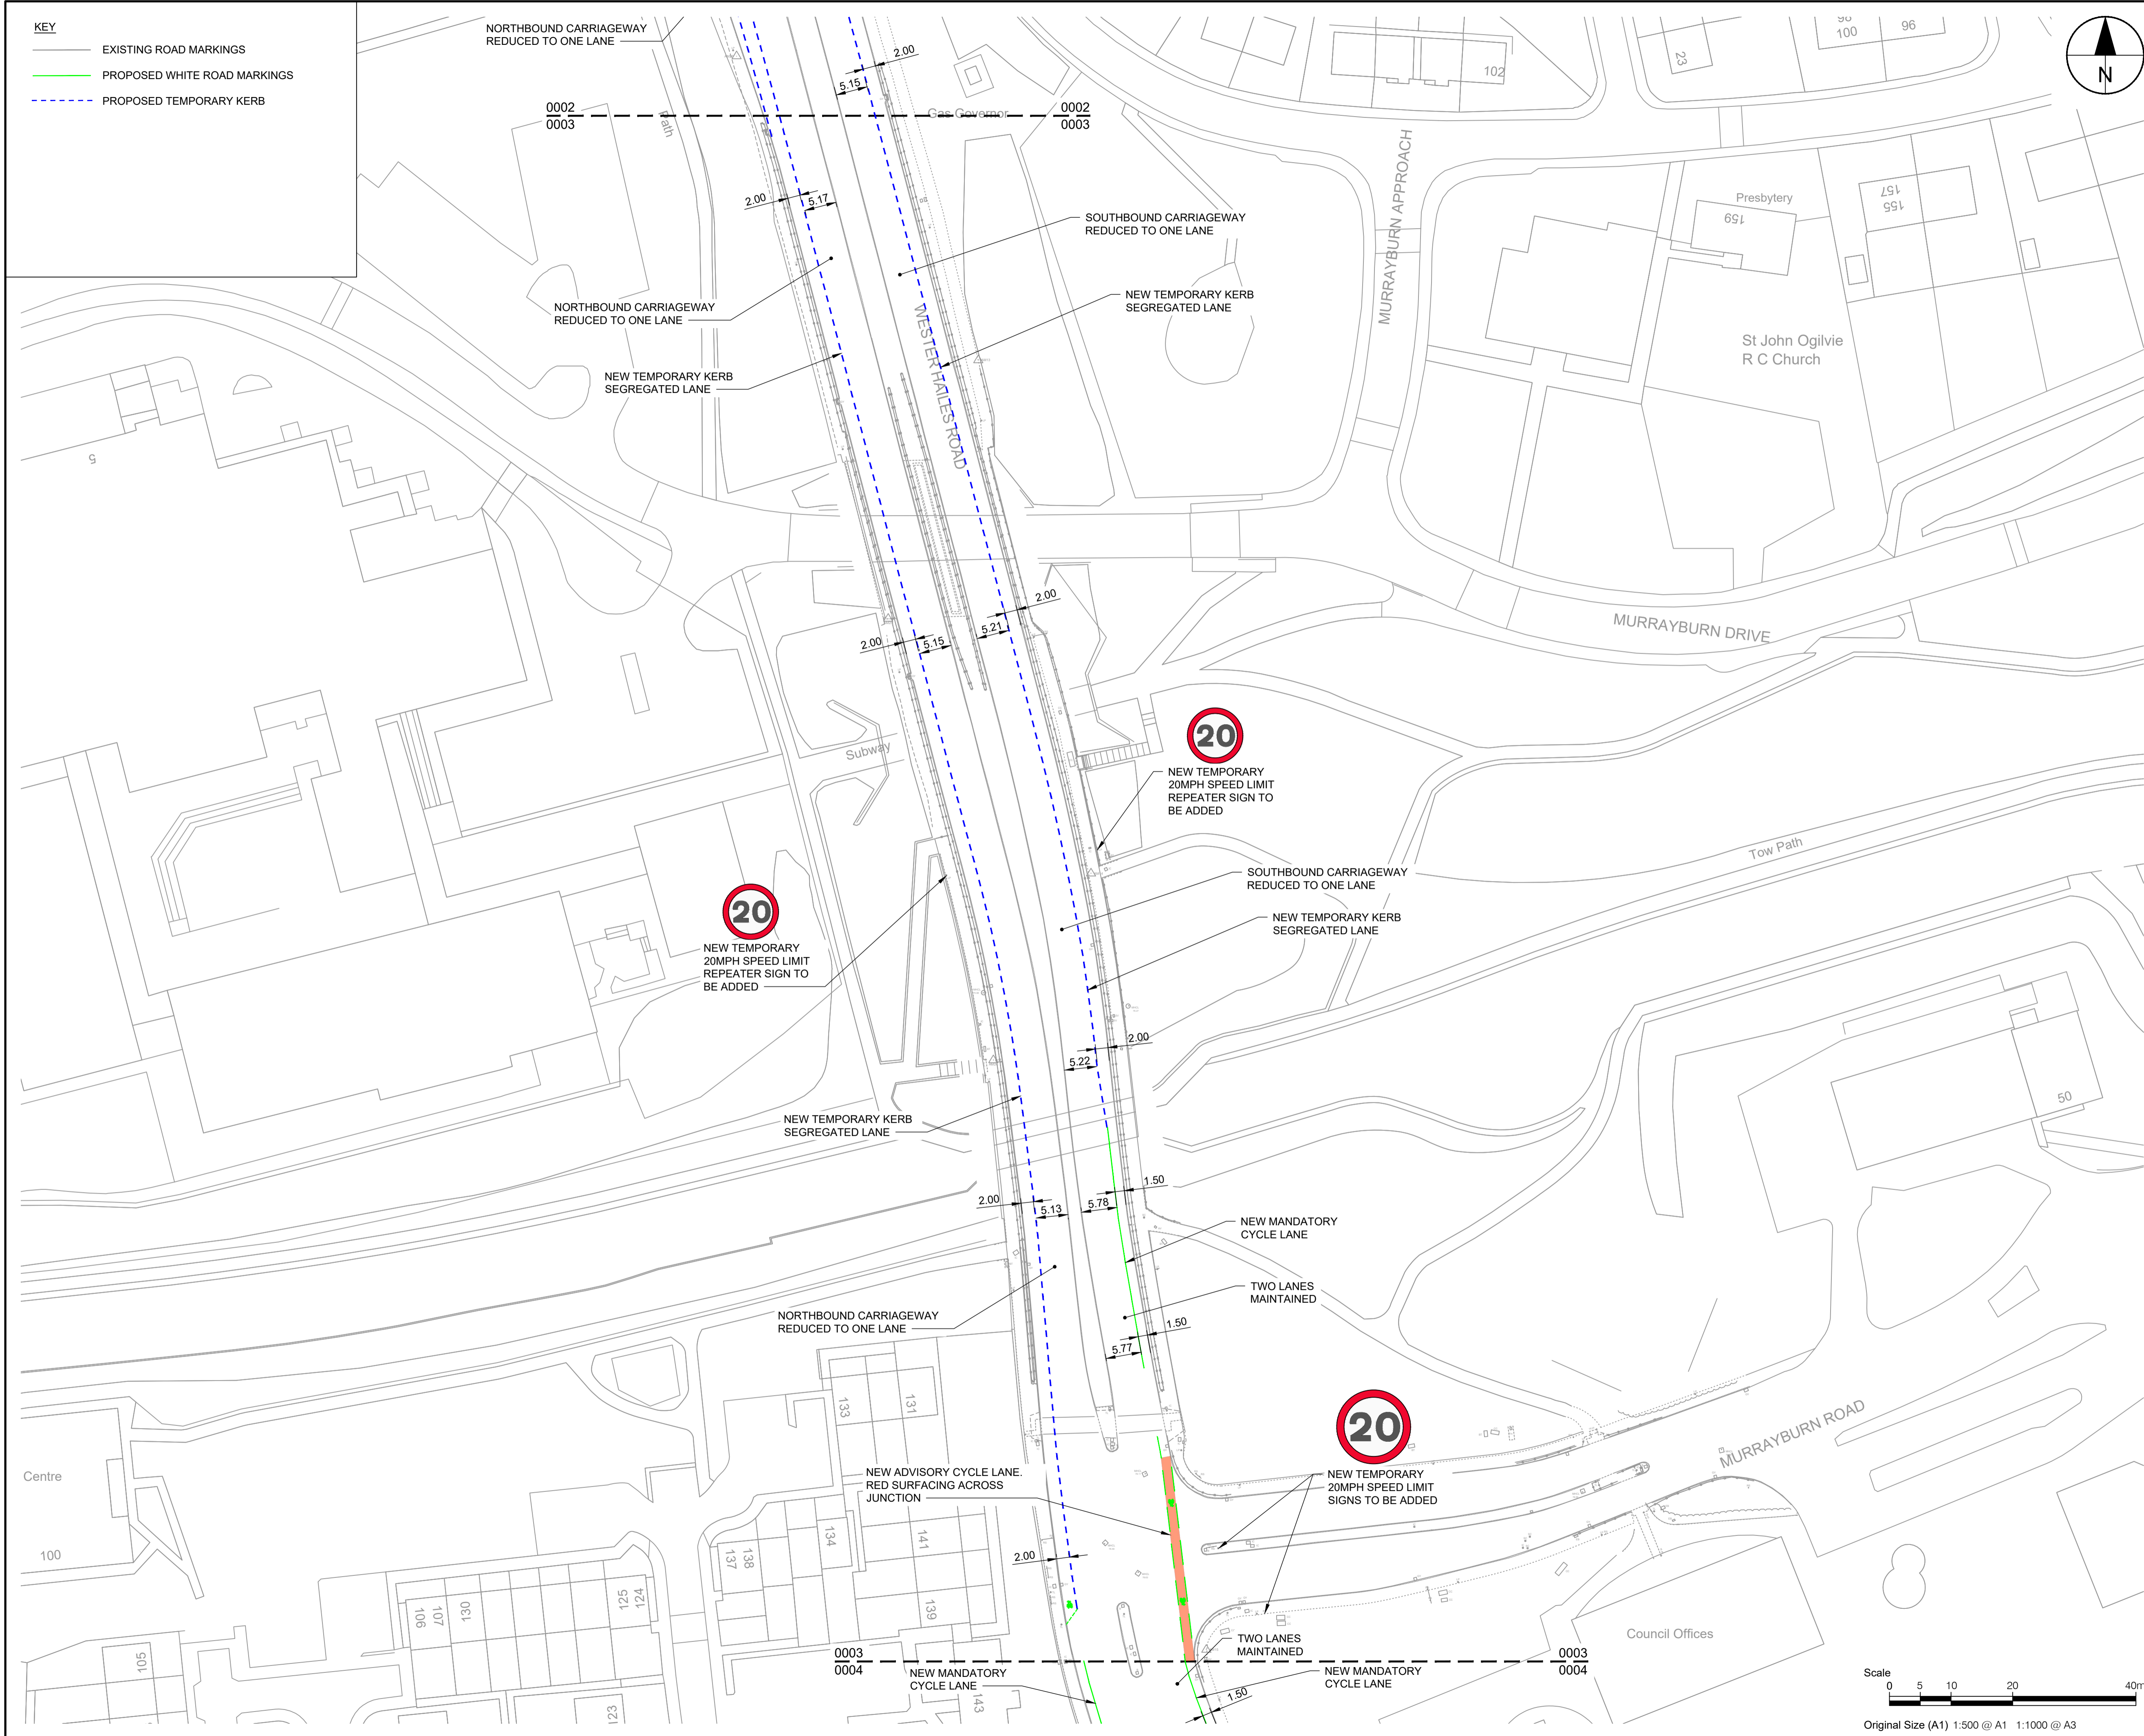 KEY
EXISTING ROAD MARKINGS
PROPOSED WHITE ROAD MARKINGS
PROPOSED TEMPORARY KERB
NORTHBOUND CARRIAGEWAY
REDUCED TO ONE LANE
2.00
5.15
0002
0003
0002
0003
Gas Governor
Path
102
23
98
100
96
N
MURRAYBURN APPROACH
Presbytery
159
157
155
St John Ogilvie
R C Church
2.00
5.17
SOUTHBOUND CARRIAGEWAY
REDUCED TO ONE LANE
NEW TEMPORARY KERB
SEGREGATED LANE
NORTHBOUND CARRIAGEWAY
REDUCED TO ONE LANE
NEW TEMPORARY KERB
SEGREGATED LANE
WESTER HAILES ROAD
5
2.00
5.21
2.00
5.15
MURRAYBURN DRIVE
Subway
20
NEW TEMPORARY
20MPH SPEED LIMIT
REPEATER SIGN TO
BE ADDED
Tow Path
SOUTHBOUND CARRIAGEWAY
REDUCED TO ONE LANE
20
NEW TEMPORARY
20MPH SPEED LIMIT
REPEATER SIGN TO
BE ADDED
NEW TEMPORARY KERB
SEGREGATED LANE
2.00
5.22
50
NEW TEMPORARY KERB
SEGREGATED LANE
1.50
5.78
2.00
5.13
NEW MANDATORY
CYCLE LANE
TWO LANES
MAINTAINED
NORTHBOUND CARRIAGEWAY
REDUCED TO ONE LANE
1.50
5.77
133
131
20
MURRAYBURN ROAD
Centre
100
NEW ADVISORY CYCLE LANE.
RED SURFACING ACROSS
JUNCTION
NEW TEMPORARY
20MPH SPEED LIMIT
SIGNS TO BE ADDED
137
138
134
141
139
2.00
106
107
130
125
124
105
123
143
Council Offices
0003
0004
0003
0004
TWO LANES
MAINTAINED
NEW MANDATORY
CYCLE LANE
NEW MANDATORY
CYCLE LANE
1.50
Scale
0 5 10 20 40m
Original Size (A1) 1:500 @ A1 1:1000 @ A3